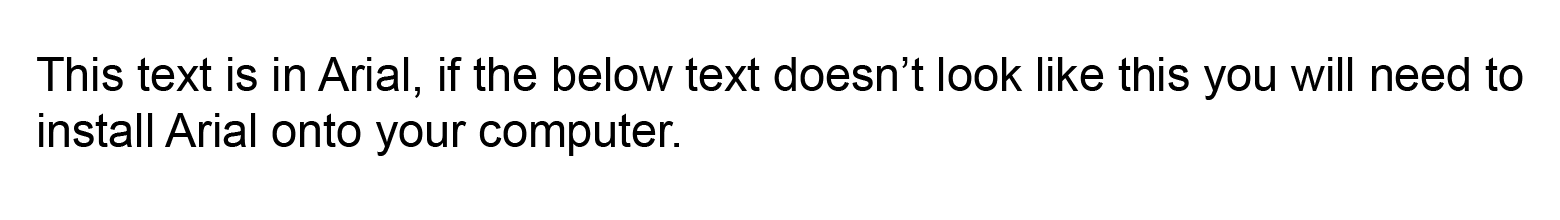 This text is in Arial, if the below text doesn’t look like this you will need to
install Arial onto your computer.